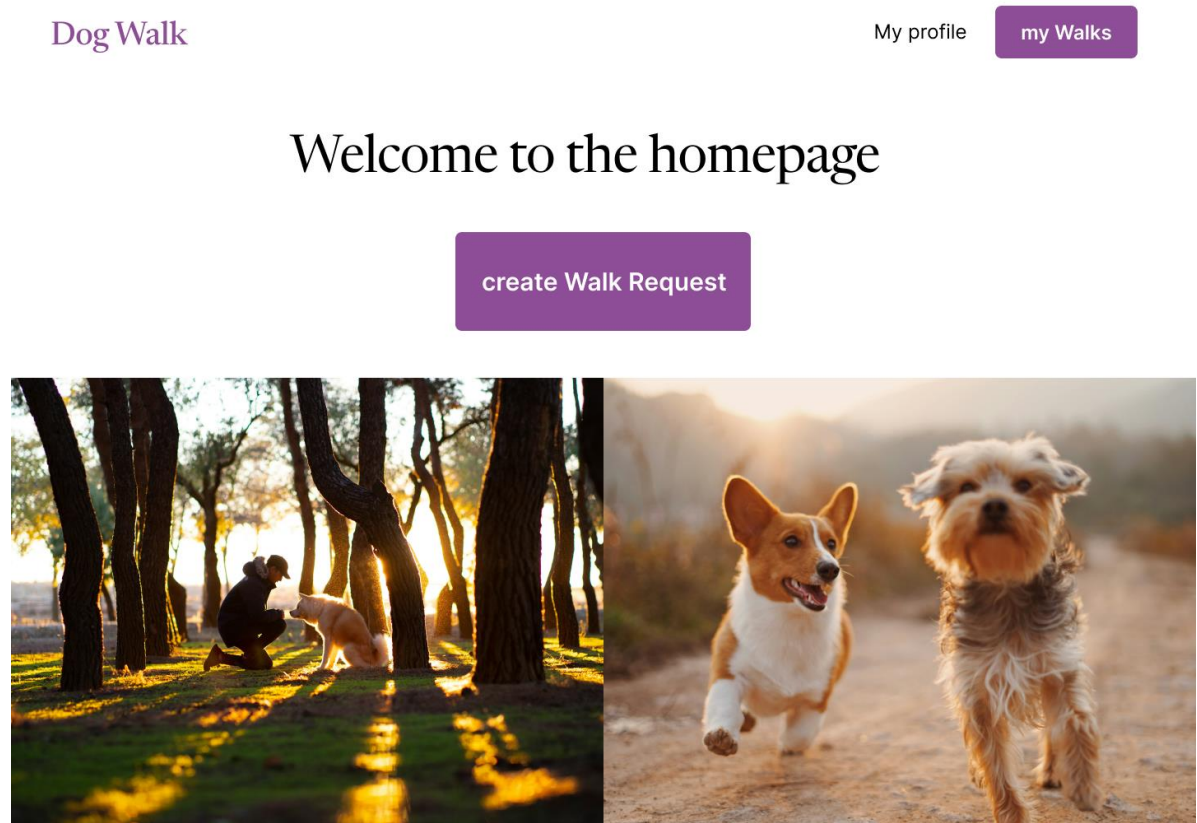 Dog Walk
My profile
my Walks
Welcome to the homepage
create Walk Request